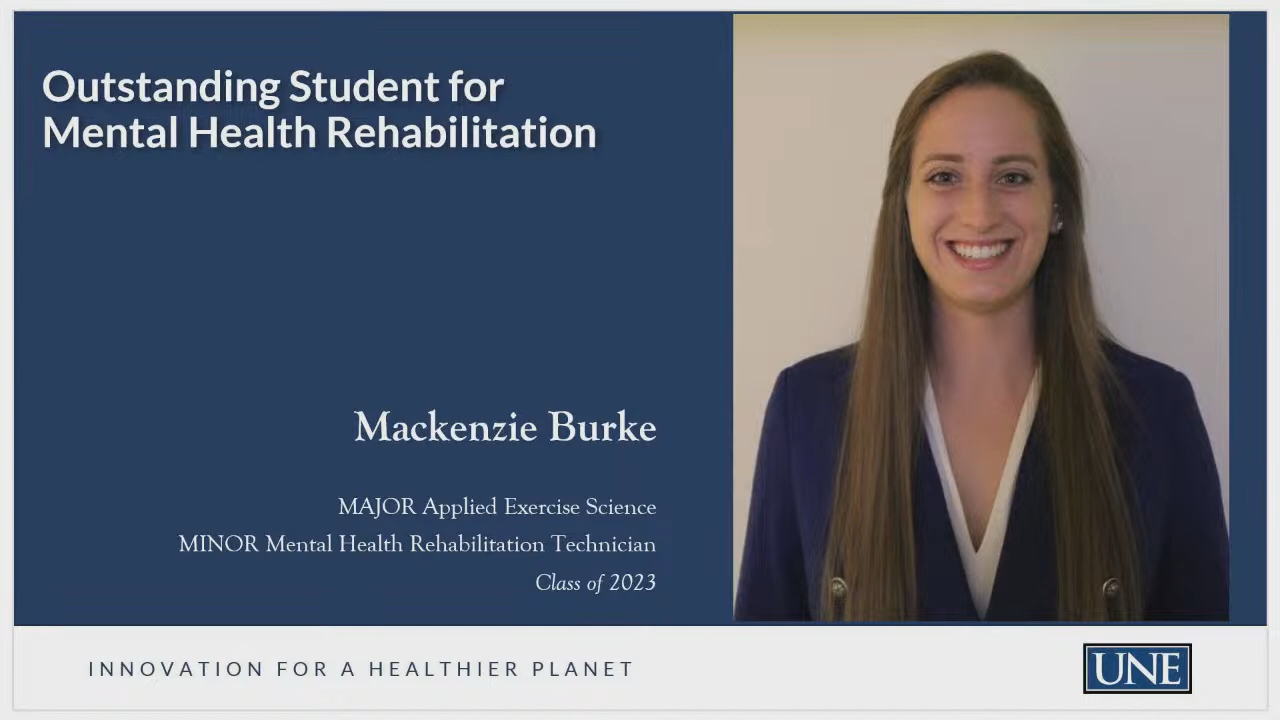 Outstanding Student for
Mental Health Rehabilitation
Mackenzie Burke
MAJOR Applied Exercise Science
MINOR Mental Health Rehabilitation Technician
Class of 2023
INNOVATION FOR A HEALTHIER PLANET
UNE